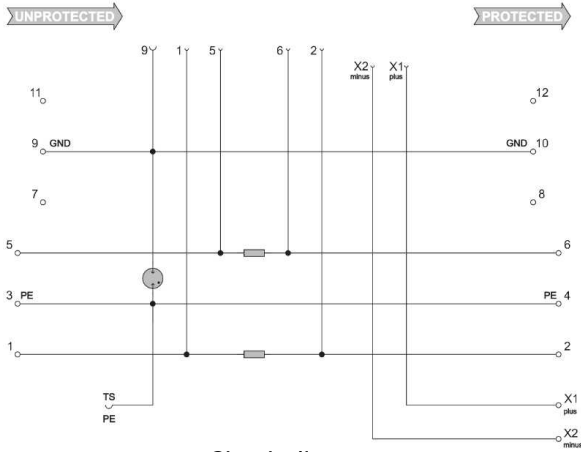 UNPROTECTED
PROTECTED
9 1 5 6 2
X2 X1
minus plus
11 12
9 GND GND 10
7 8
5 6
3 PE PE 4
1 2
TS
PE
X1
plus
X2
minus